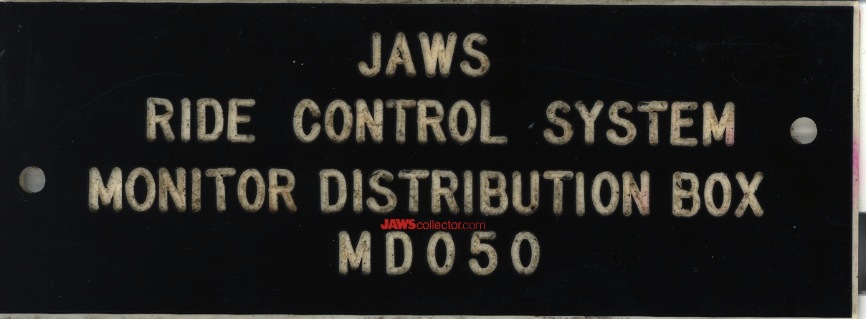 JAWS
RIDE CONTROL SYSTEM
MONITOR DISTRIBUTION BOX
JAWScollector.com
MD050